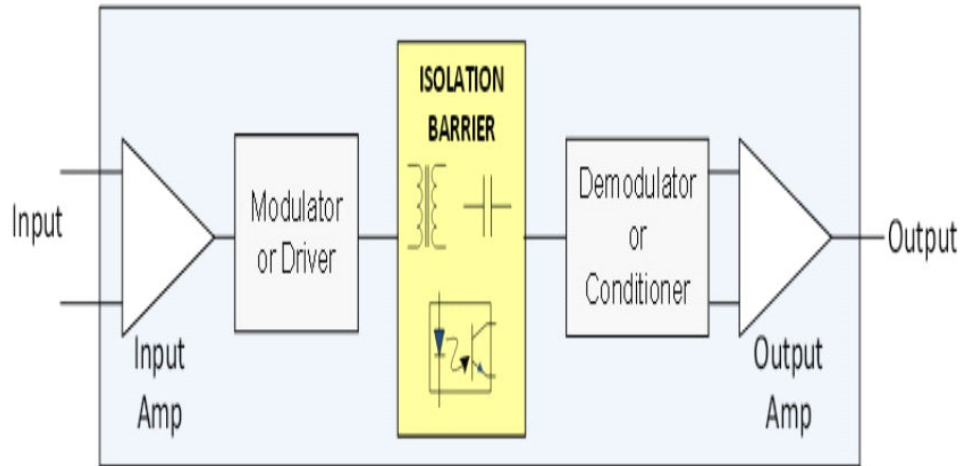 ISOLATION
BARRIER
Input
Input
Amp
Modulator
or Driver
Demodulator
or
Conditioner
Output
Amp
Output